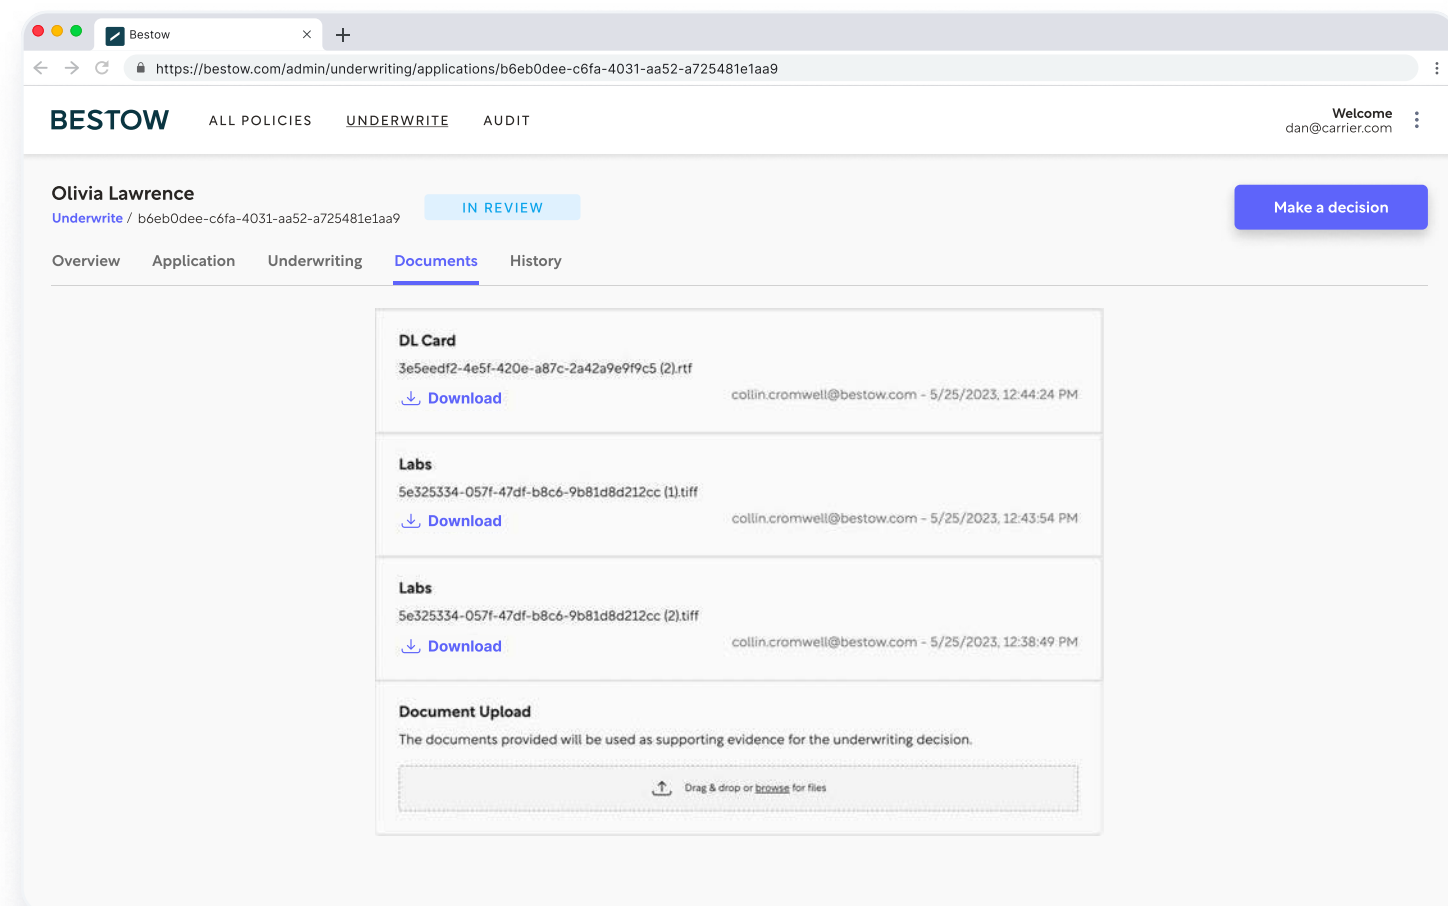 Bestow
https://bestow.com/admin/underwriting/applications/b6eb0dee-c6fa-4031-aa52-a725481e1aa9
BESTOW
ALL POLICIES
UNDERWRITE
AUDIT
Welcome
dan@carrier.com
Olivia Lawrence
Underwrite / b6eb0dee-c6fa-4031-aa52-a725481e1aa9
IN REVIEW
Make a decision
Overview
Application
Underwriting
Documents
History
DL Card
3e5eedf2-4e5f-420e-a87c-2a42a9e9f9c5 (2).rtf
Download
collin.cromwell@bestow.com - 5/25/2023, 12:44:24 PM
Labs
5e325334-057f-47df-b8c6-9b81d8d212cc (1).tiff
Download
collin.cromwell@bestow.com - 5/25/2023, 12:43:54 PM
Labs
5e325334-057f-47df-b8c6-9b81d8d212cc (2).tiff
Download
collin.cromwell@bestow.com - 5/25/2023, 12:38:49 PM
Document Upload
The documents provided will be used as supporting evidence for the underwriting decision.
Drag & drop or browse for files